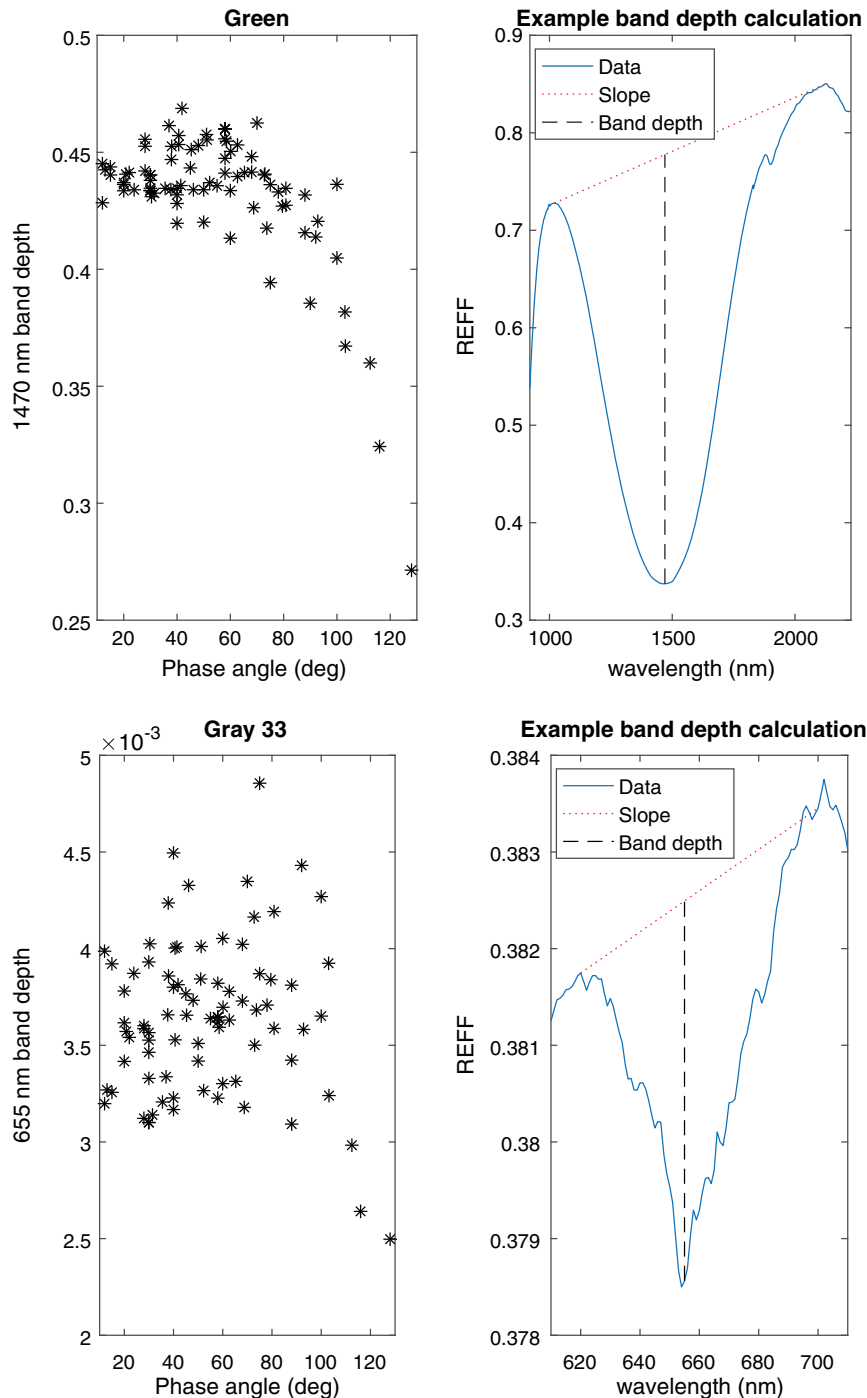 Green
0.5
0.45
0.4
0.35
0.3
0.25
1470 nm band depth
20 40 60 80 100 120
Phase angle (deg)
Example band depth calculation
0.9
0.8
0.7
0.6
0.5
0.4
0.3
REFF
Data
Slope
Band depth
1000 1500 2000
wavelength (nm)
Gray 33
× 10-3
5
4.5
4
3.5
3
2.5
2
655 nm band depth
20 40 60 80 100 120
Phase angle (deg)
Example band depth calculation
0.384
0.383
0.382
0.381
0.38
0.379
0.378
REFF
Data
Slope
Band depth
620 640 660 680 700
wavelength (nm)